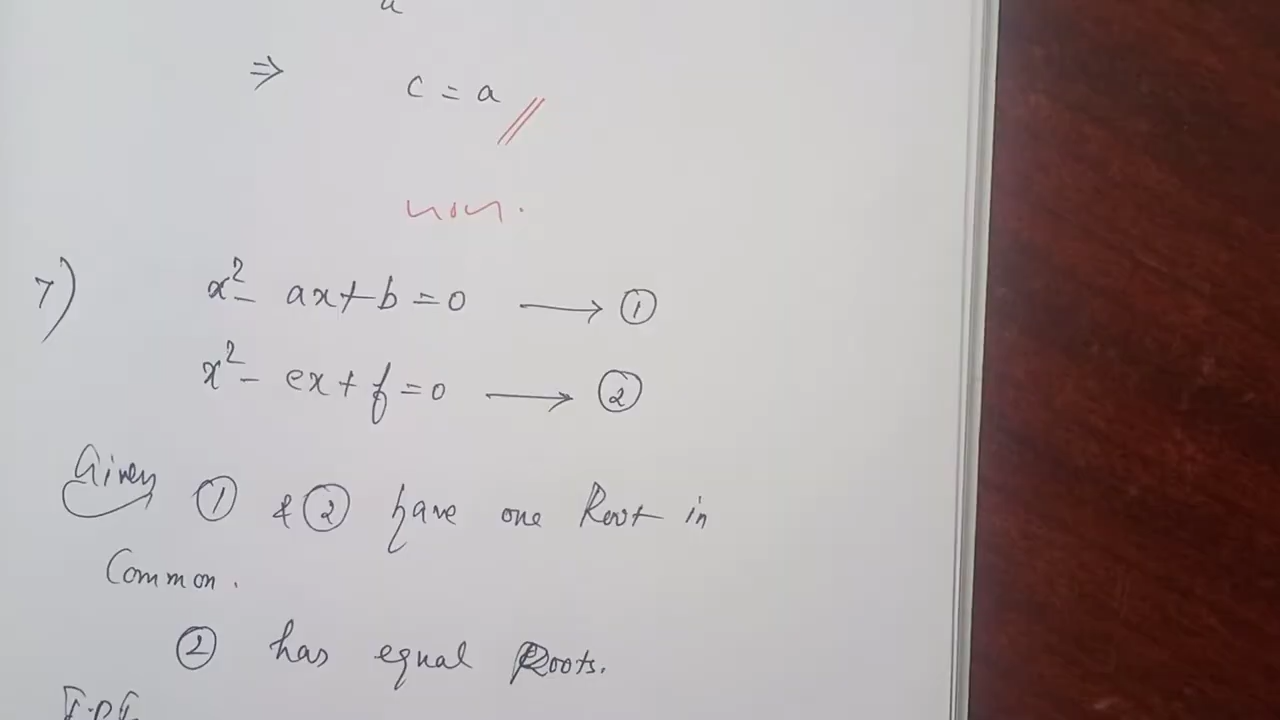 ⇒ c = a //
7) x² - ax + b = 0 ⟶ ①
x² - ex + f = 0 ⟶ ②
Given ① & ② have one Root in
Common.
② has equal Roots.